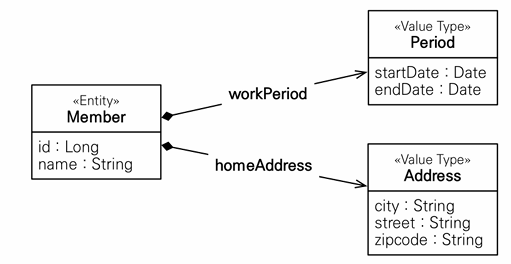 «Value Type»
Period
startDate : Date
endDate : Date
workPeriod
«Entity»
Member
id : Long
name : String
homeAddress
«Value Type»
Address
city : String
street : String
zipcode : String